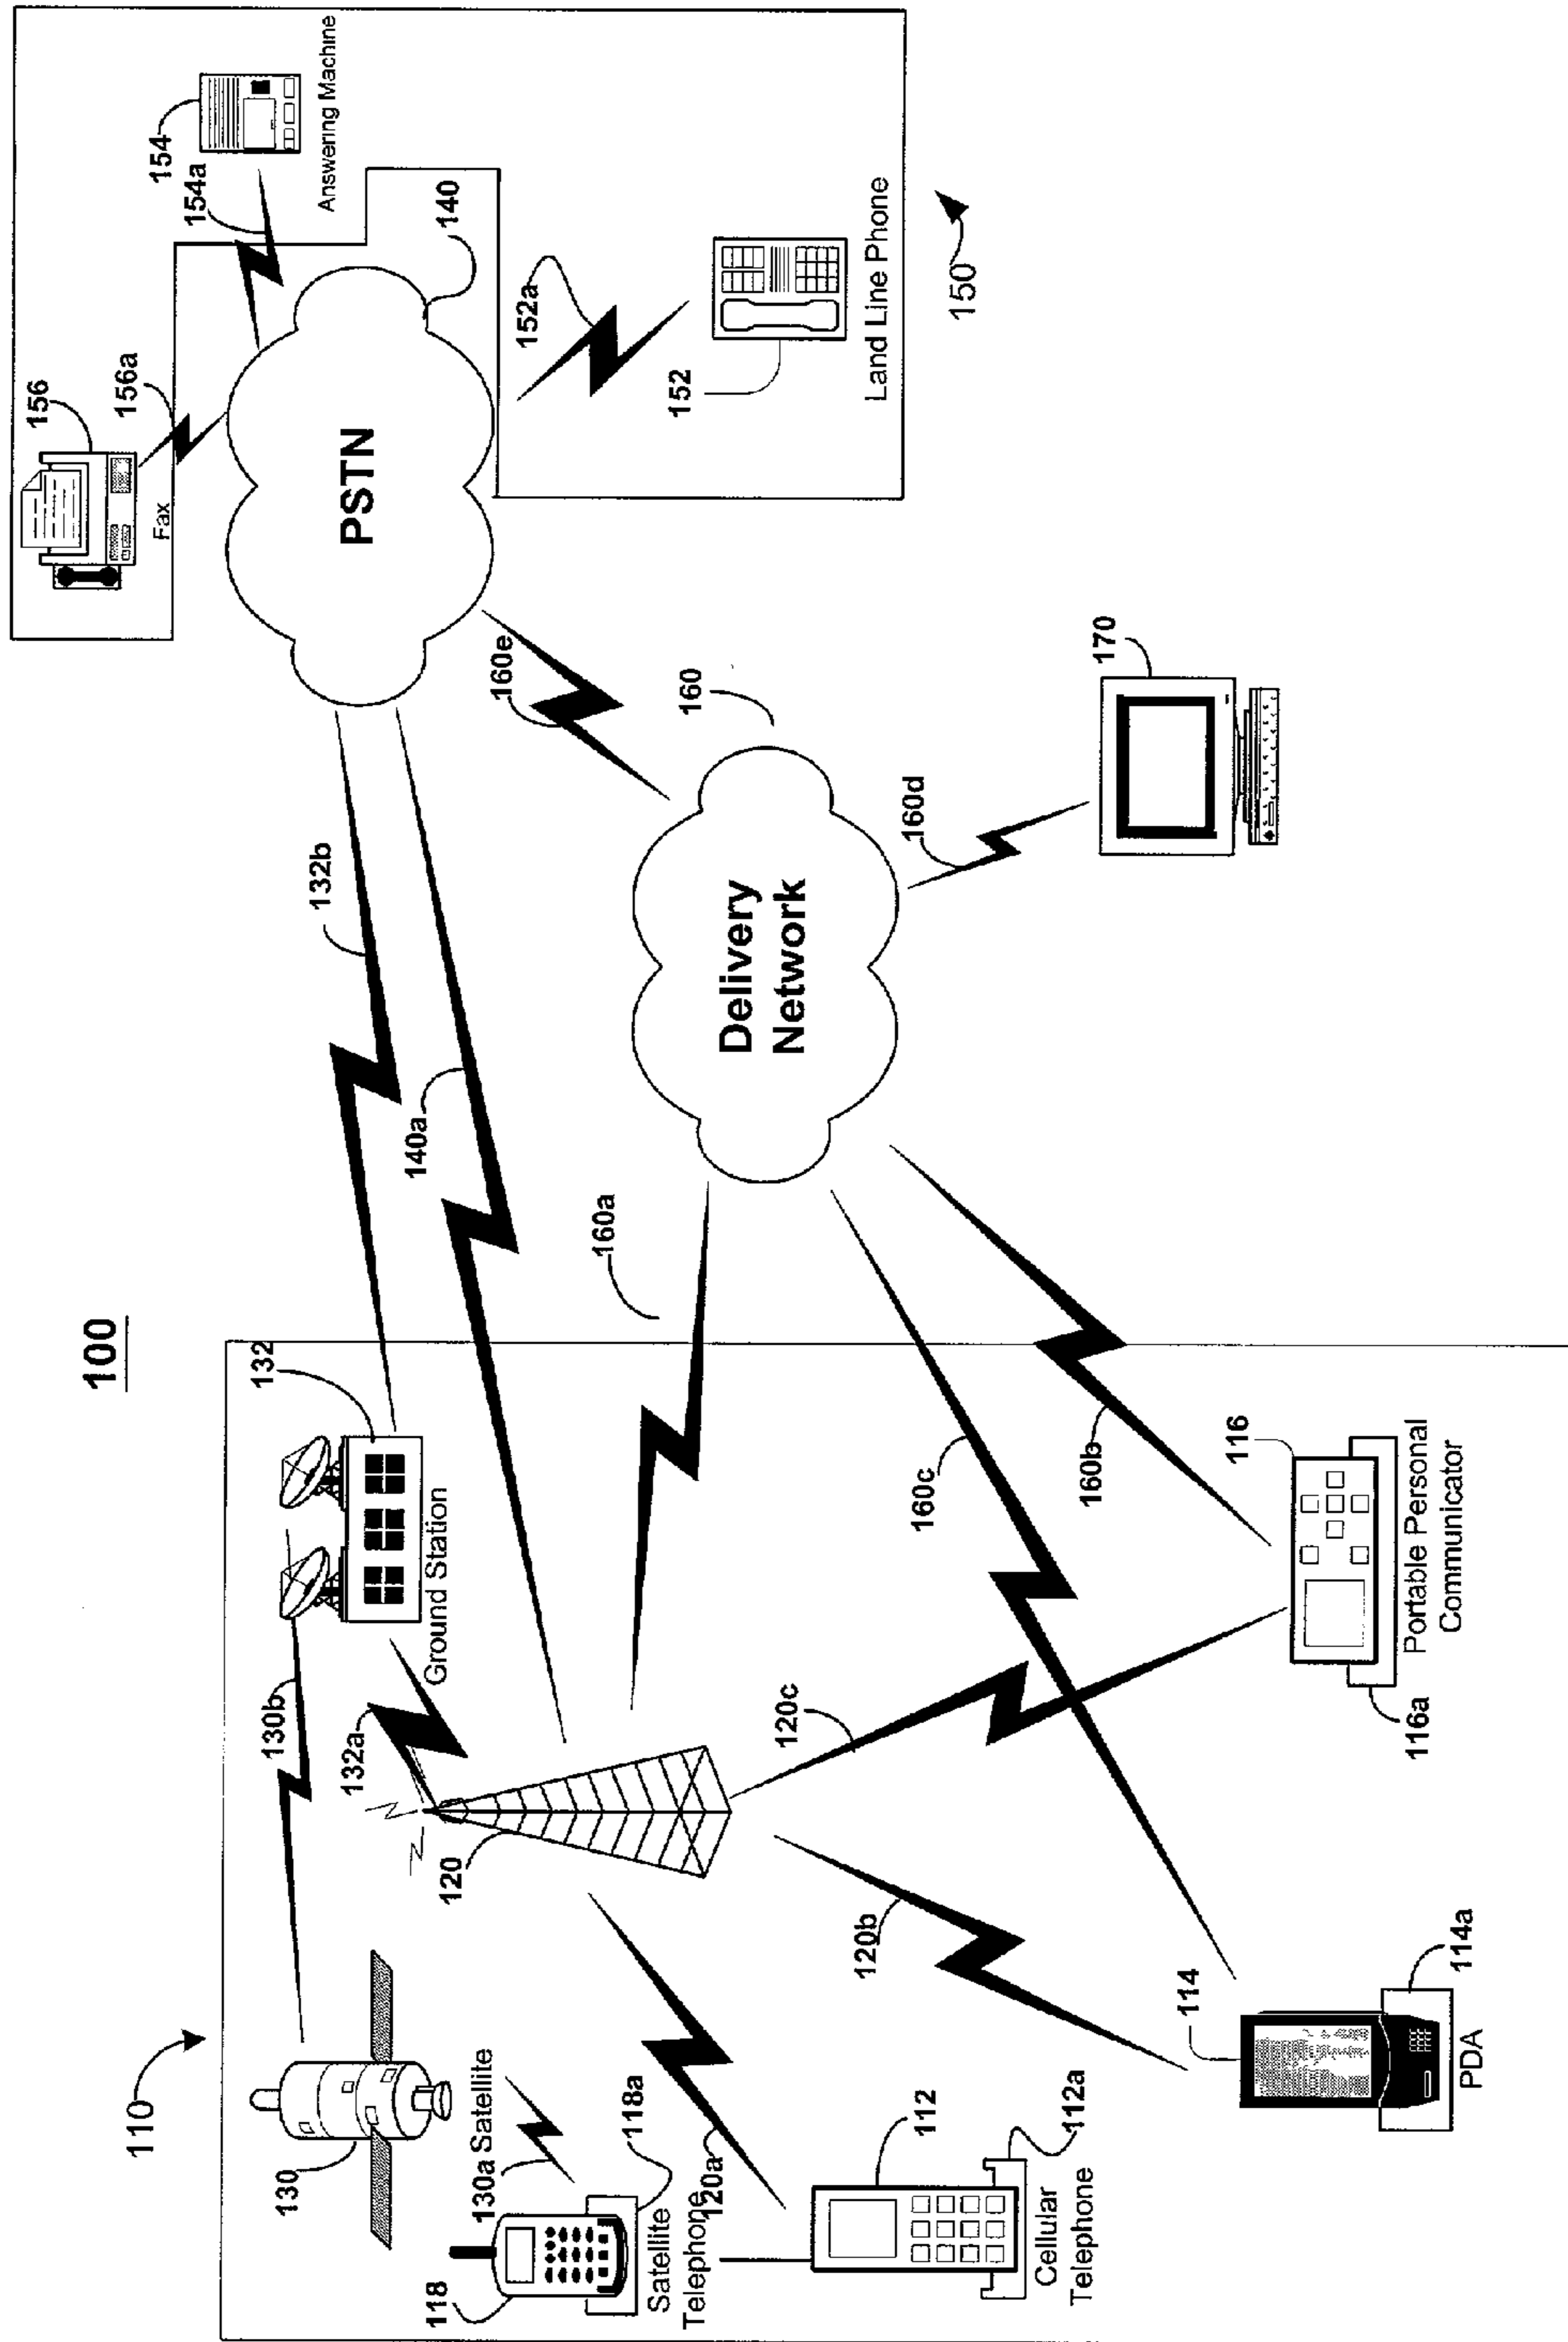 100
110
130
130b
132
Ground Station
132a
132b
140a
156
Fax
156a
154
154a
Answering Machine
PSTN
140
152a
152
Land Line Phone
150
118
130a Satellite
118a
Satellite
Telephone
120
120a
160a
160e
160
Delivery
Network
160d
170
112
112a
Cellular
Telephone
120b
120c
160c
160b
114
114a
PDA
116
116a
Portable Personal
Communicator